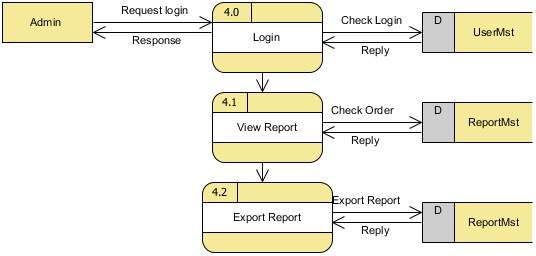 Admin
Request login
Response
4.0
Login
Check Login
Reply
D
UserMst
4.1
View Report
Check Order
Reply
D
ReportMst
4.2
Export Report
Export Report
Reply
D
ReportMst